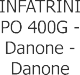 INFATRINI
PO 400G -
Danone -
Danone